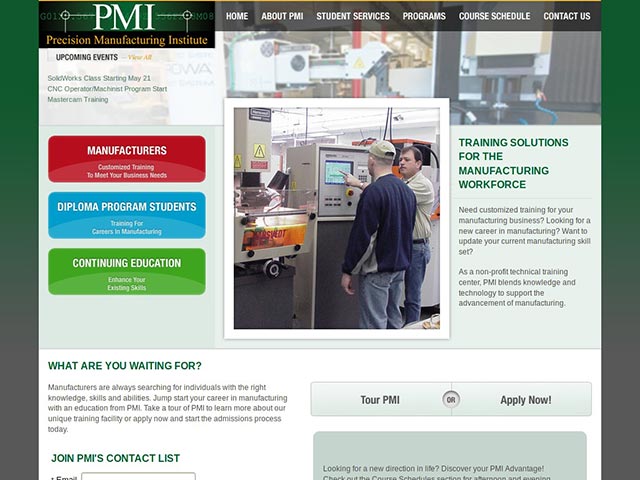 PMI
Precision Manufacturing Institute
HOME
ABOUT PMI
STUDENT SERVICES
PROGRAMS
COURSE SCHEDULE
CONTACT US
UPCOMING EVENTS – View All
SolidWorks Class Starting May 21
CNC Operator/Machinist Program Start
Mastercam Training
MANUFACTURERS
Customized Training
To Meet Your Business Needs
DIPLOMA PROGRAM STUDENTS
Training For
Careers In Manufacturing
CONTINUING EDUCATION
Enhance Your
Existing Skills
TRAINING SOLUTIONS
FOR THE
MANUFACTURING
WORKFORCE
Need customized training for your
manufacturing business? Looking for a
new career in manufacturing? Want to
update your current manufacturing skill
set?
As a non-profit technical training
center, PMI blends knowledge and
technology to support the
advancement of manufacturing.
WHAT ARE YOU WAITING FOR?
Manufacturers are always searching for individuals with the right
knowledge, skills and abilities. Jump start your career in manufacturing
with an education from PMI. Take a tour of PMI to learn more about our
unique training facility or apply now and start the admissions process
today.
Tour PMI
OR
Apply Now!
JOIN PMI'S CONTACT LIST
* Email
Looking for a new direction in life? Discover your PMI Advantage!
Check out the Course Schedules section for afternoon and evening